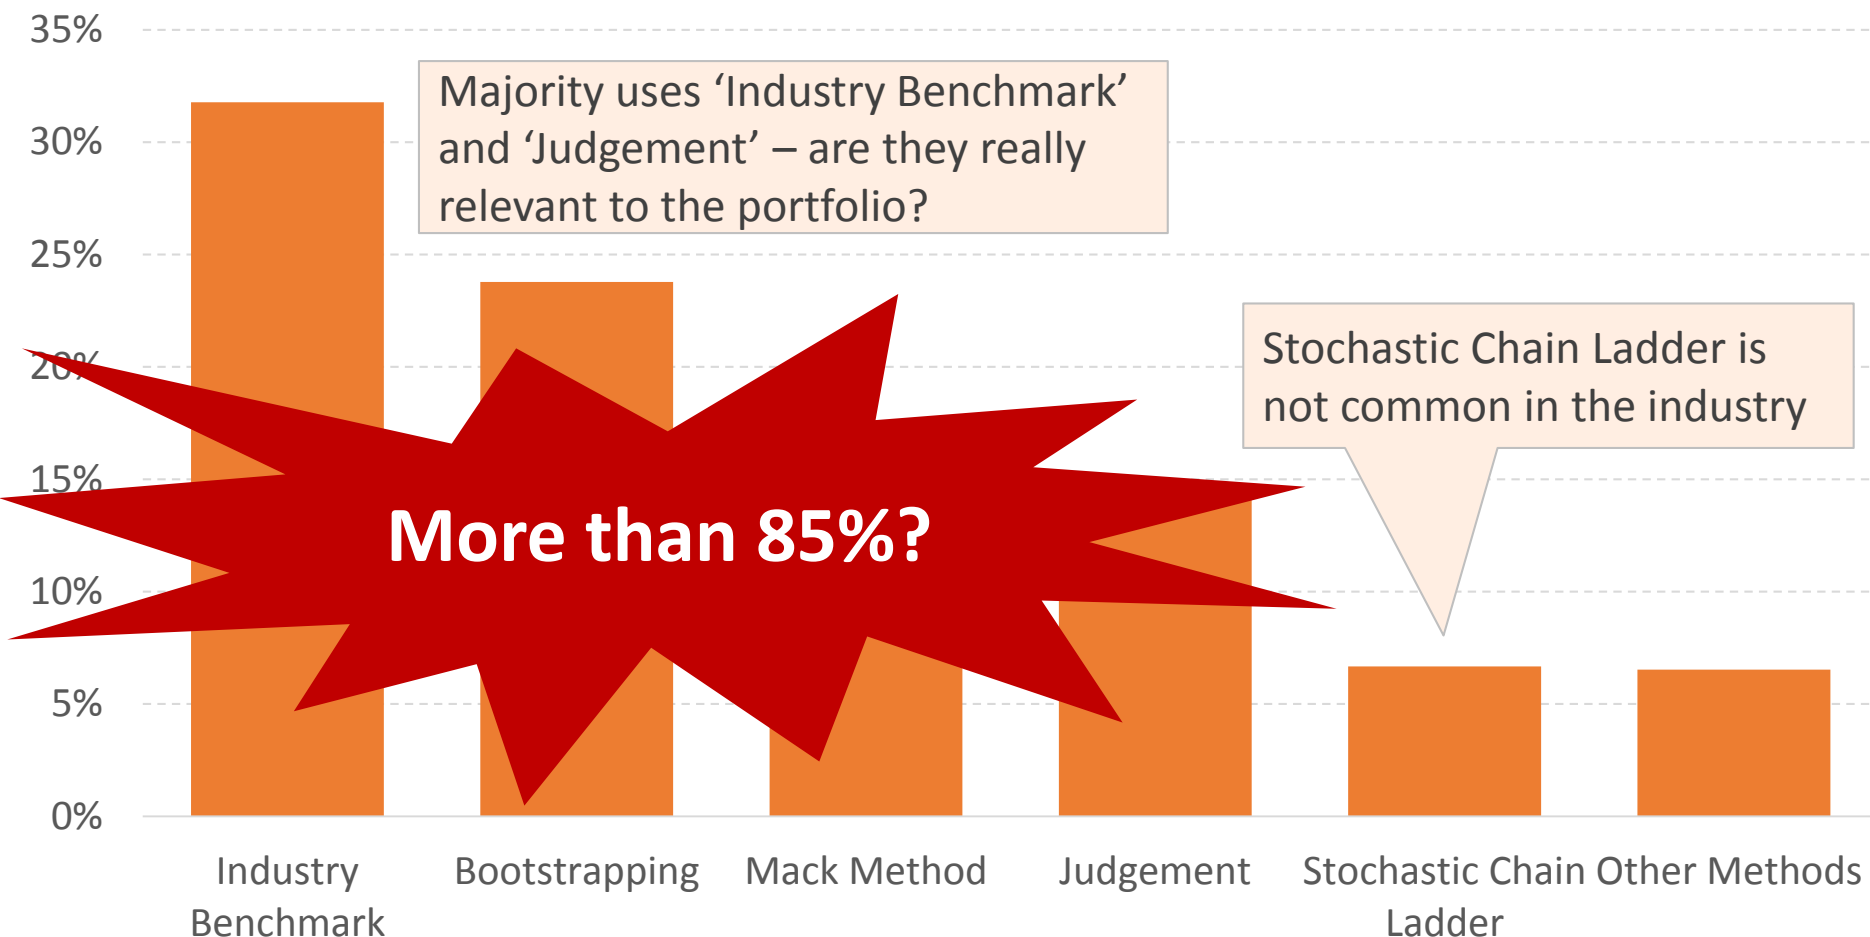 35%
30%
25%
20%
15%
10%
5%
0%
Majority uses ‘Industry Benchmark’
and ‘Judgement’ – are they really
relevant to the portfolio?
Stochastic Chain Ladder is
not common in the industry
More than 85%?
Industry
Benchmark
Bootstrapping
Mack Method
Judgement
Stochastic Chain
Ladder
Other Methods